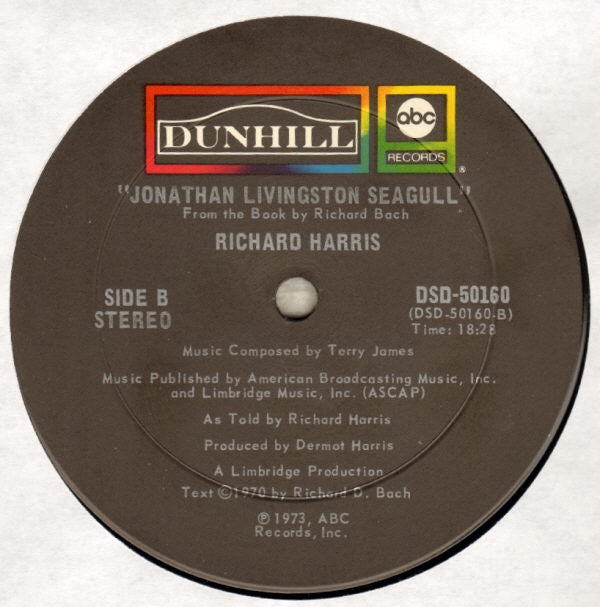 DUNHILL
abc
RECORDS
®
"JONATHAN LIVINGSTON SEAGULL"
From the Book by Richard Bach
RICHARD HARRIS
SIDE B
STEREO
DSD-50160
(DSD-50160-B)
Time: 18:28
Music Composed by Terry James
Music Published by American Broadcasting Music, Inc.
and Limbridge Music, Inc. (ASCAP)
As Told by Richard Harris
Produced by Dermot Harris
A Limbridge Production
Text ©1970 by Richard D. Bach
℗ 1973, ABC
Records, Inc.